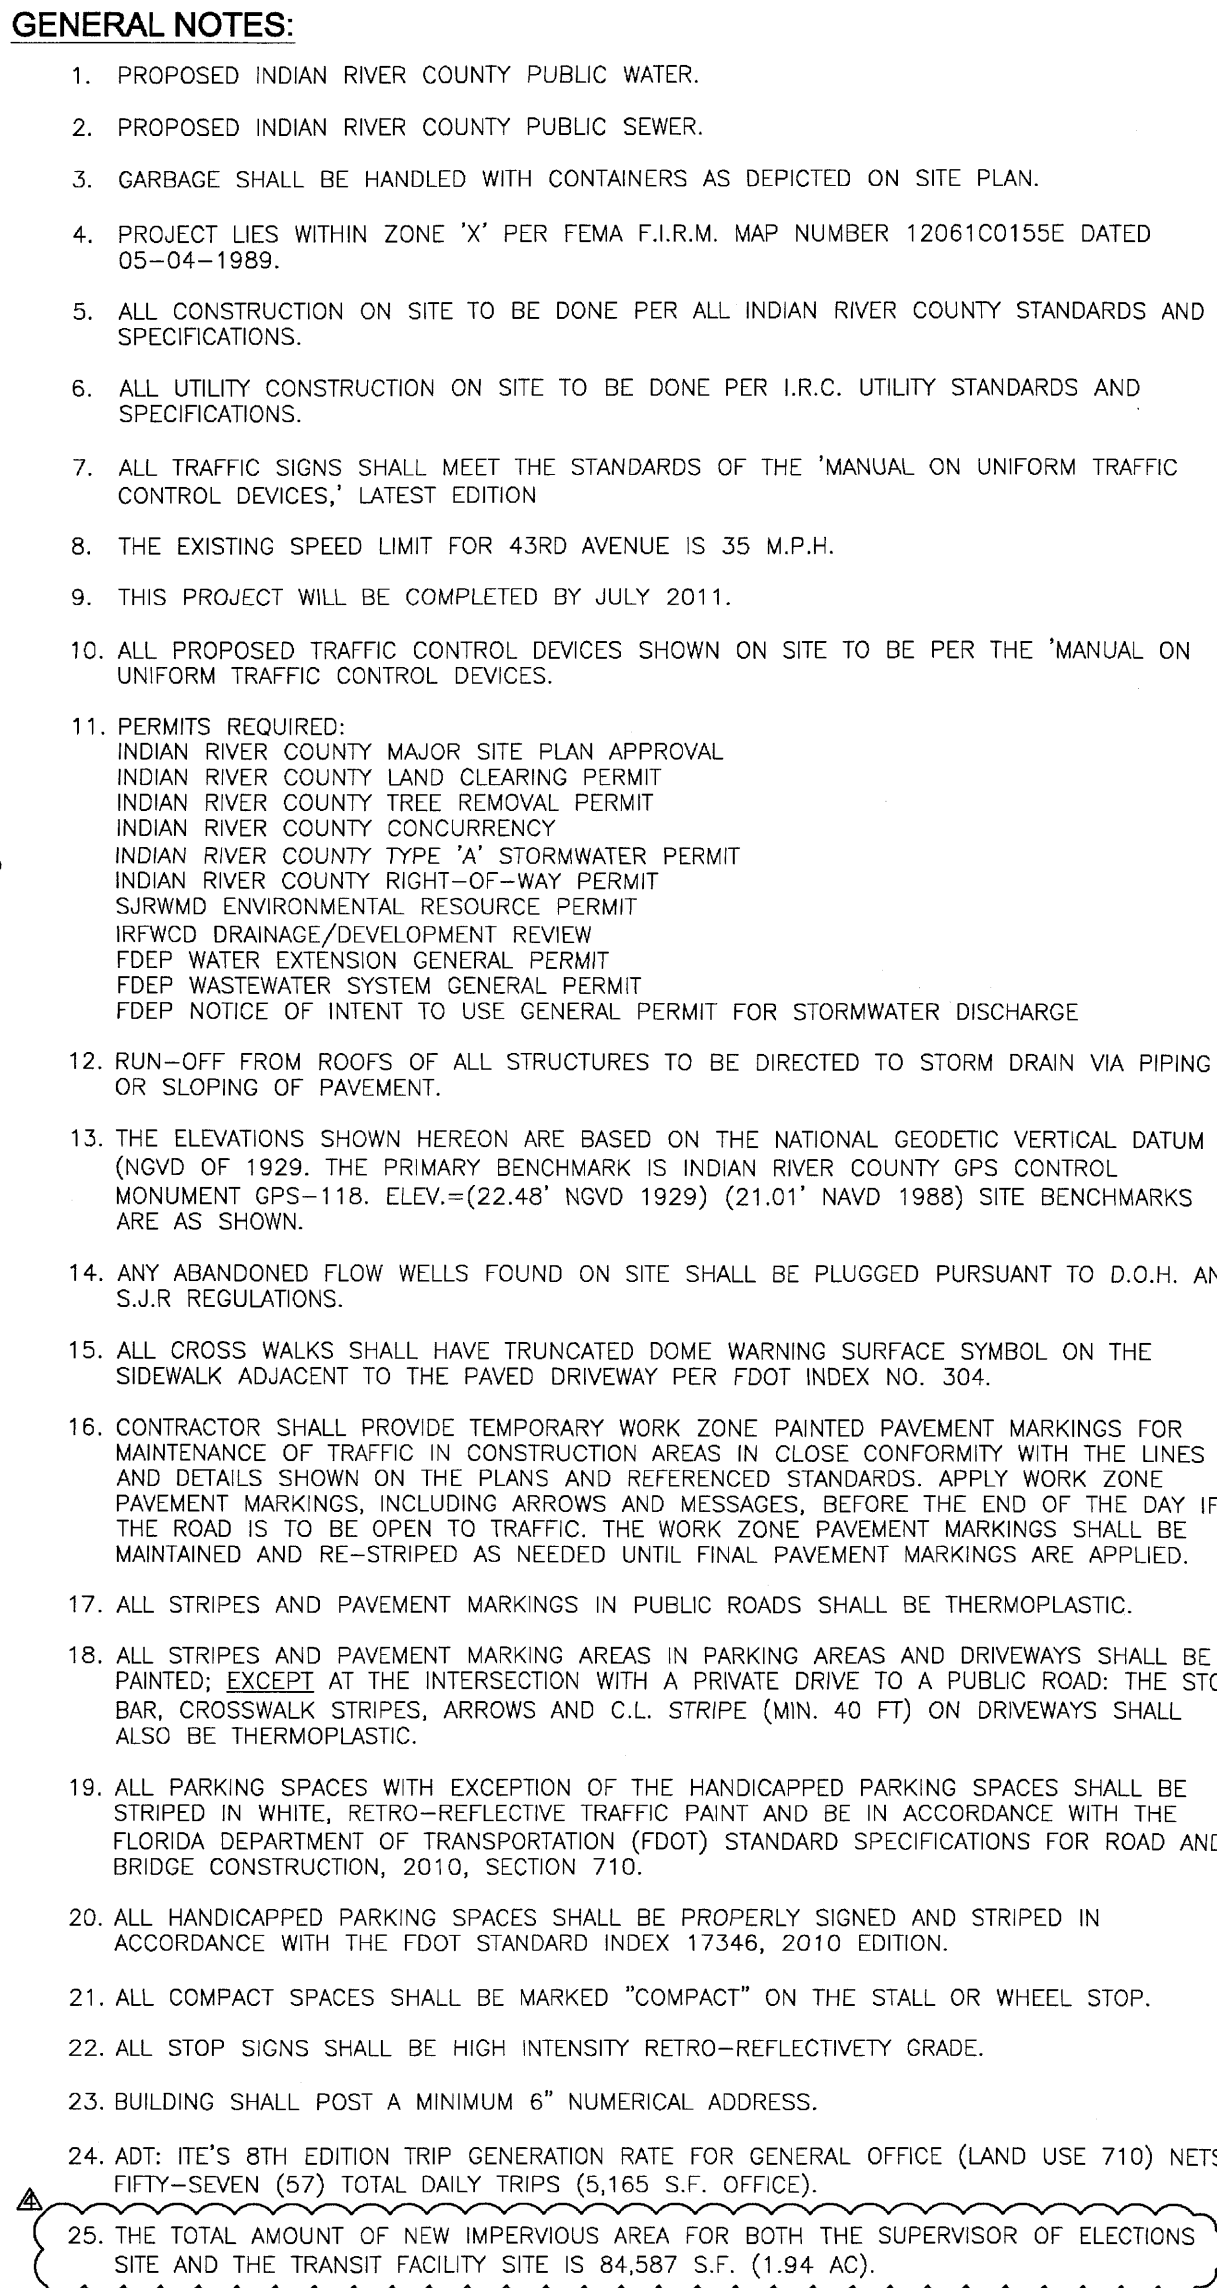 GENERAL NOTES:
1. PROPOSED INDIAN RIVER COUNTY PUBLIC WATER.
2. PROPOSED INDIAN RIVER COUNTY PUBLIC SEWER.
3. GARBAGE SHALL BE HANDLED WITH CONTAINERS AS DEPICTED ON SITE PLAN.
4. PROJECT LIES WITHIN ZONE 'X' PER FEMA F.I.R.M. MAP NUMBER 12061C0155E DATED
05-04-1989.
5. ALL CONSTRUCTION ON SITE TO BE DONE PER ALL INDIAN RIVER COUNTY STANDARDS AND
SPECIFICATIONS.
6. ALL UTILITY CONSTRUCTION ON SITE TO BE DONE PER I.R.C. UTILITY STANDARDS AND
SPECIFICATIONS.
7. ALL TRAFFIC SIGNS SHALL MEET THE STANDARDS OF THE 'MANUAL ON UNIFORM TRAFFIC
CONTROL DEVICES,' LATEST EDITION
8. THE EXISTING SPEED LIMIT FOR 43RD AVENUE IS 35 M.P.H.
9. THIS PROJECT WILL BE COMPLETED BY JULY 2011.
10. ALL PROPOSED TRAFFIC CONTROL DEVICES SHOWN ON SITE TO BE PER THE 'MANUAL ON
UNIFORM TRAFFIC CONTROL DEVICES.
11. PERMITS REQUIRED:
INDIAN RIVER COUNTY MAJOR SITE PLAN APPROVAL
INDIAN RIVER COUNTY LAND CLEARING PERMIT
INDIAN RIVER COUNTY TREE REMOVAL PERMIT
INDIAN RIVER COUNTY CONCURRENCY
INDIAN RIVER COUNTY TYPE 'A' STORMWATER PERMIT
INDIAN RIVER COUNTY RIGHT-OF-WAY PERMIT
SJRWMD ENVIRONMENTAL RESOURCE PERMIT
IRFWCD DRAINAGE/DEVELOPMENT REVIEW
FDEP WATER EXTENSION GENERAL PERMIT
FDEP WASTEWATER SYSTEM GENERAL PERMIT
FDEP NOTICE OF INTENT TO USE GENERAL PERMIT FOR STORMWATER DISCHARGE
12. RUN-OFF FROM ROOFS OF ALL STRUCTURES TO BE DIRECTED TO STORM DRAIN VIA PIPING
OR SLOPING OF PAVEMENT.
13. THE ELEVATIONS SHOWN HEREON ARE BASED ON THE NATIONAL GEODETIC VERTICAL DATUM
(NGVD OF 1929. THE PRIMARY BENCHMARK IS INDIAN RIVER COUNTY GPS CONTROL
MONUMENT GPS-118. ELEV.=(22.48' NGVD 1929) (21.01' NAVD 1988) SITE BENCHMARKS
ARE AS SHOWN.
14. ANY ABANDONED FLOW WELLS FOUND ON SITE SHALL BE PLUGGED PURSUANT TO D.O.H.
S.J.R REGULATIONS.
15. ALL CROSS WALKS SHALL HAVE TRUNCATED DOME WARNING SURFACE SYMBOL ON THE
SIDEWALK ADJACENT TO THE PAVED DRIVEWAY PER FDOT INDEX NO. 304.
16. CONTRACTOR SHALL PROVIDE TEMPORARY WORK ZONE PAINTED PAVEMENT MARKINGS FOR
MAINTENANCE OF TRAFFIC IN CONSTRUCTION AREAS IN CLOSE CONFORMITY WITH THE LINES
AND DETAILS SHOWN ON THE PLANS AND REFERENCED STANDARDS. APPLY WORK ZONE
PAVEMENT MARKINGS, INCLUDING ARROWS AND MESSAGES, BEFORE THE END OF THE DAY IF
THE ROAD IS TO BE OPEN TO TRAFFIC. THE WORK ZONE PAVEMENT MARKINGS SHALL BE
MAINTAINED AND RE-STRIPED AS NEEDED UNTIL FINAL PAVEMENT MARKINGS ARE APPLIED.
17. ALL STRIPES AND PAVEMENT MARKINGS IN PUBLIC ROADS SHALL BE THERMOPLASTIC.
18. ALL STRIPES AND PAVEMENT MARKING AREAS IN PARKING AREAS AND DRIVEWAYS SHALL BE
PAINTED; EXCEPT AT THE INTERSECTION WITH A PRIVATE DRIVE TO A PUBLIC ROAD: THE
BAR, CROSSWALK STRIPES, ARROWS AND C.L. STRIPE (MIN. 40 FT) ON DRIVEWAYS SHALL
ALSO BE THERMOPLASTIC.
19. ALL PARKING SPACES WITH EXCEPTION OF THE HANDICAPPED PARKING SPACES SHALL BE
STRIPED IN WHITE, RETRO-REFLECTIVE TRAFFIC PAINT AND BE IN ACCORDANCE WITH THE
FLORIDA DEPARTMENT OF TRANSPORTATION (FDOT) STANDARD SPECIFICATIONS FOR ROAD AND
BRIDGE CONSTRUCTION, 2010, SECTION 710.
20. ALL HANDICAPPED PARKING SPACES SHALL BE PROPERLY SIGNED AND STRIPED IN
ACCORDANCE WITH THE FDOT STANDARD INDEX 17346, 2010 EDITION.
21. ALL COMPACT SPACES SHALL BE MARKED "COMPACT" ON THE STALL OR WHEEL STOP.
22. ALL STOP SIGNS SHALL BE HIGH INTENSITY RETRO-REFLECTIVETY GRADE.
23. BUILDING SHALL POST A MINIMUM 6" NUMERICAL ADDRESS.
24. ADT: ITE'S 8TH EDITION TRIP GENERATION RATE FOR GENERAL OFFICE (LAND USE 710) NETS
FIFTY-SEVEN (57) TOTAL DAILY TRIPS (5,165 S.F. OFFICE).
4
25. THE TOTAL AMOUNT OF NEW IMPERVIOUS AREA FOR BOTH THE SUPERVISOR OF ELECTIONS
SITE AND THE TRANSIT FACILITY SITE IS 84,587 S.F. (1.94 AC).